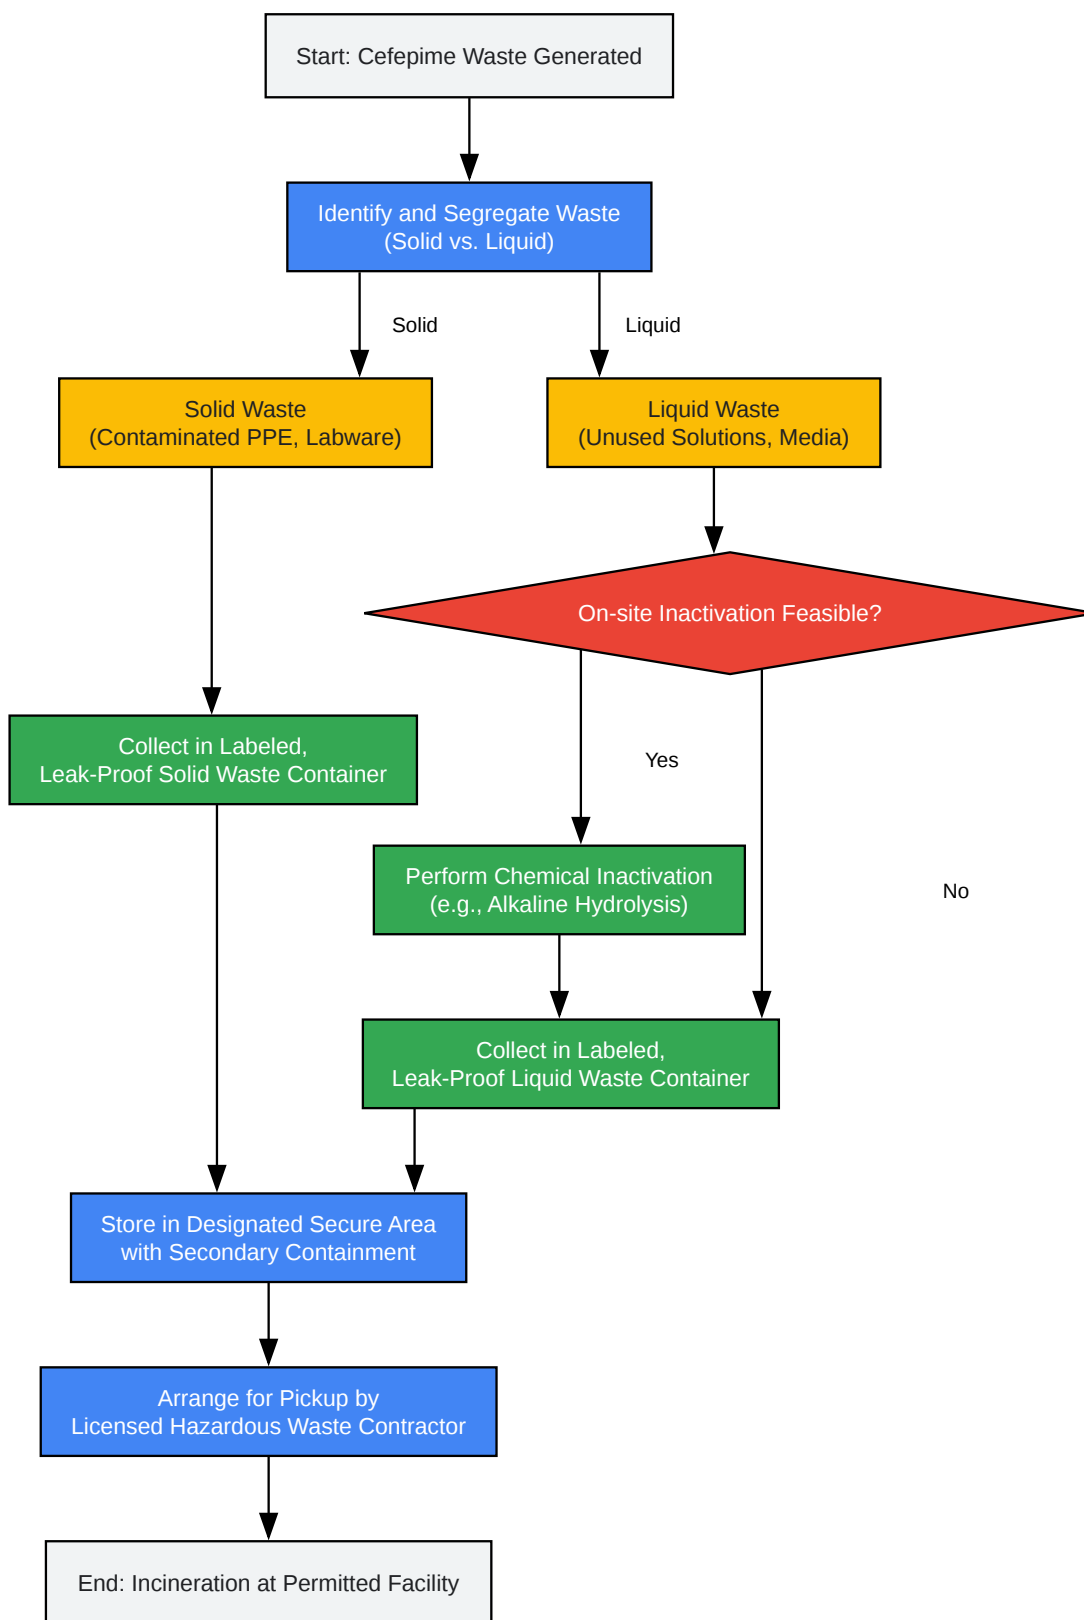 Start: Cefepime Waste Generated
Identify and Segregate Waste
(Solid vs. Liquid)
Solid
Liquid
Solid Waste
(Contaminated PPE, Labware)
Liquid Waste
(Unused Solutions, Media)
On-site Inactivation Feasible?
Collect in Labeled,
Leak-Proof Solid Waste Container
Yes
Perform Chemical Inactivation
(e.g., Alkaline Hydrolysis)
No
Collect in Labeled,
Leak-Proof Liquid Waste Container
Store in Designated Secure Area
with Secondary Containment
Arrange for Pickup by
Licensed Hazardous Waste Contractor
End: Incineration at Permitted Facility